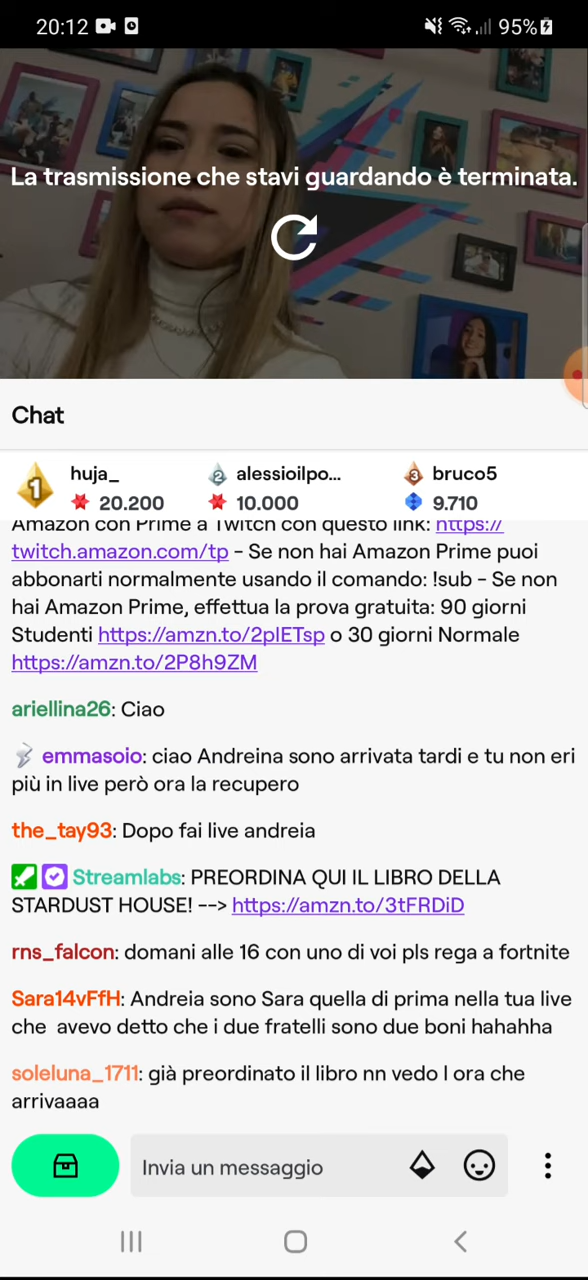 20:12
95%
La trasmissione che stavi guardando è terminata.
Chat
1 huja_ 2 alessioilpo... 3 bruco5
20.200 10.000 9.710
Amazon con Prime a Twitch con questo link: https://
twitch.amazon.com/tp – Se non hai Amazon Prime puoi
abbonarti normalmente usando il comando: !sub – Se non
hai Amazon Prime, effettua la prova gratuita: 90 giorni
Studenti https://amzn.to/2plETsp o 30 giorni Normale
https://amzn.to/2P8h9ZM
ariellina26: Ciao
emmasoio: ciao Andreina sono arrivata tardi e tu non eri
più in live però ora la recupero
the_tay93: Dopo fai live andreia
Streamlabs: PREORDINA QUI IL LIBRO DELLA
STARDUST HOUSE! --> https://amzn.to/3tFRDiD
rns_falcon: domani alle 16 con uno di voi pls rega a fortnite
Sara14vFfH: Andreia sono Sara quella di prima nella tua live
che avevo detto che i due fratelli sono due boni hahahha
soleluna_1711: già preordinato il libro nn vedo l ora che
arrivaaaa
Invia un messaggio